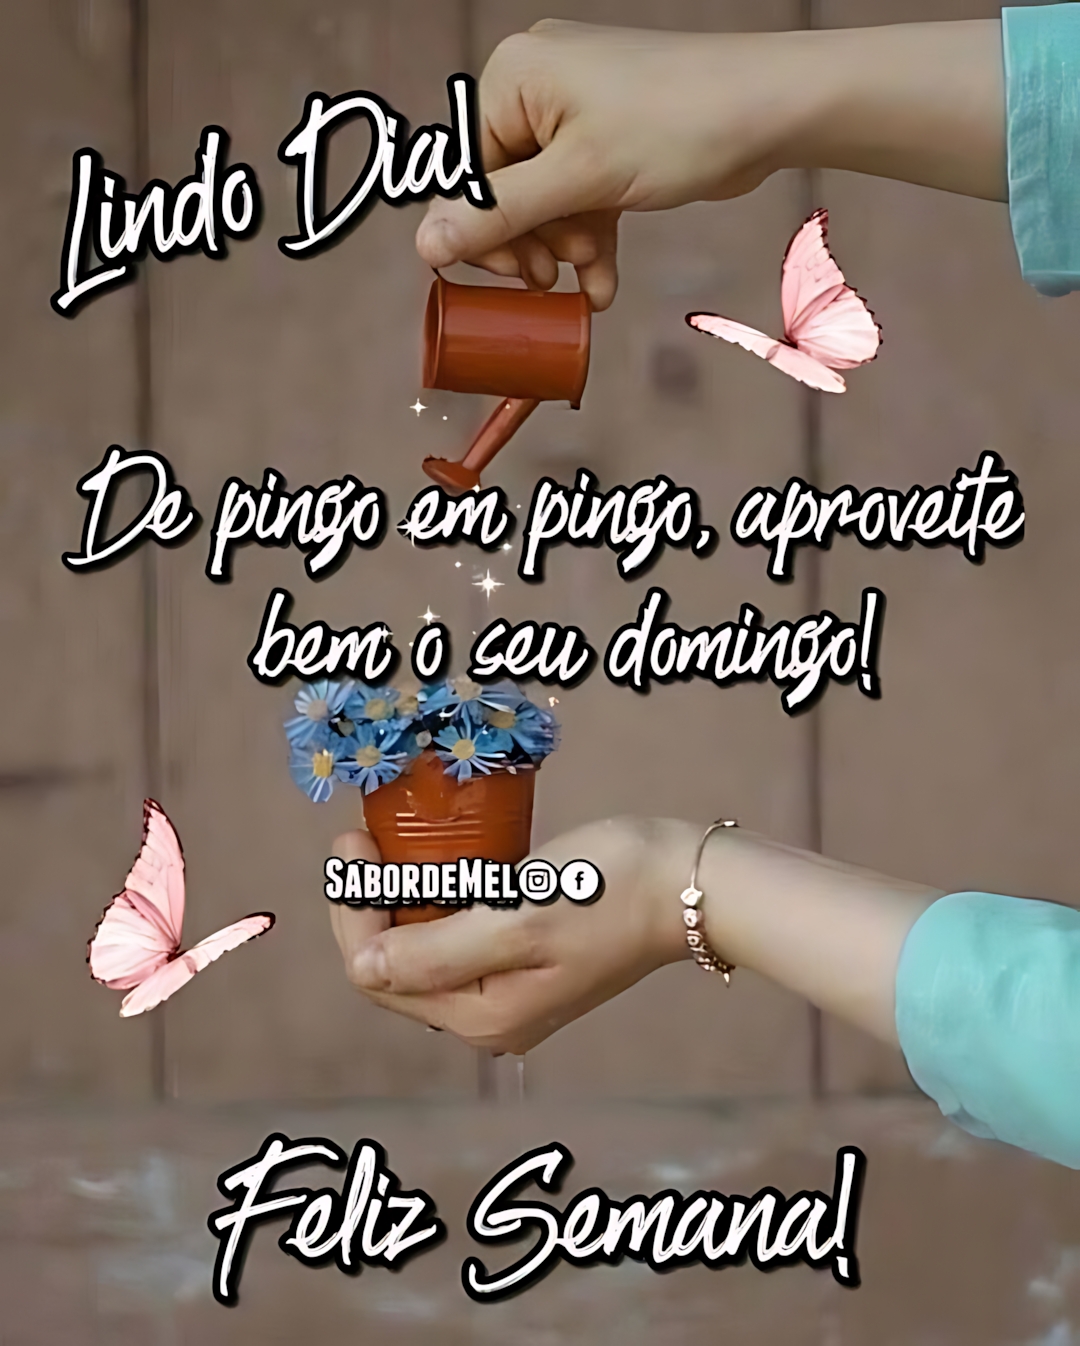 Lindo Dia!
De pingo em pingo, aproveite
bem o seu domingo!
SABORDEMEL
Feliz Semana!